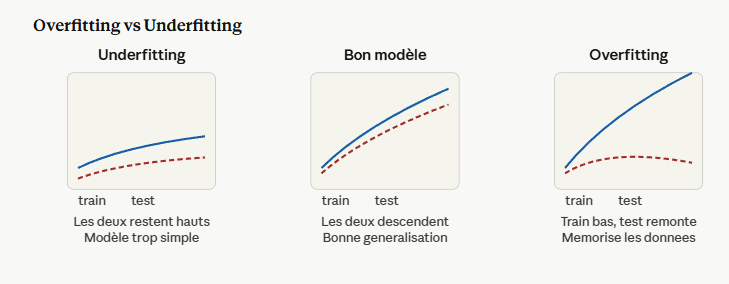 Overfitting vs Underfitting
Underfitting
train test
Les deux restent hauts
Modèle trop simple
Bon modèle
train test
Les deux descendent
Bonne generalisation
Overfitting
train test
Train bas, test remonte
Memorise les donnees